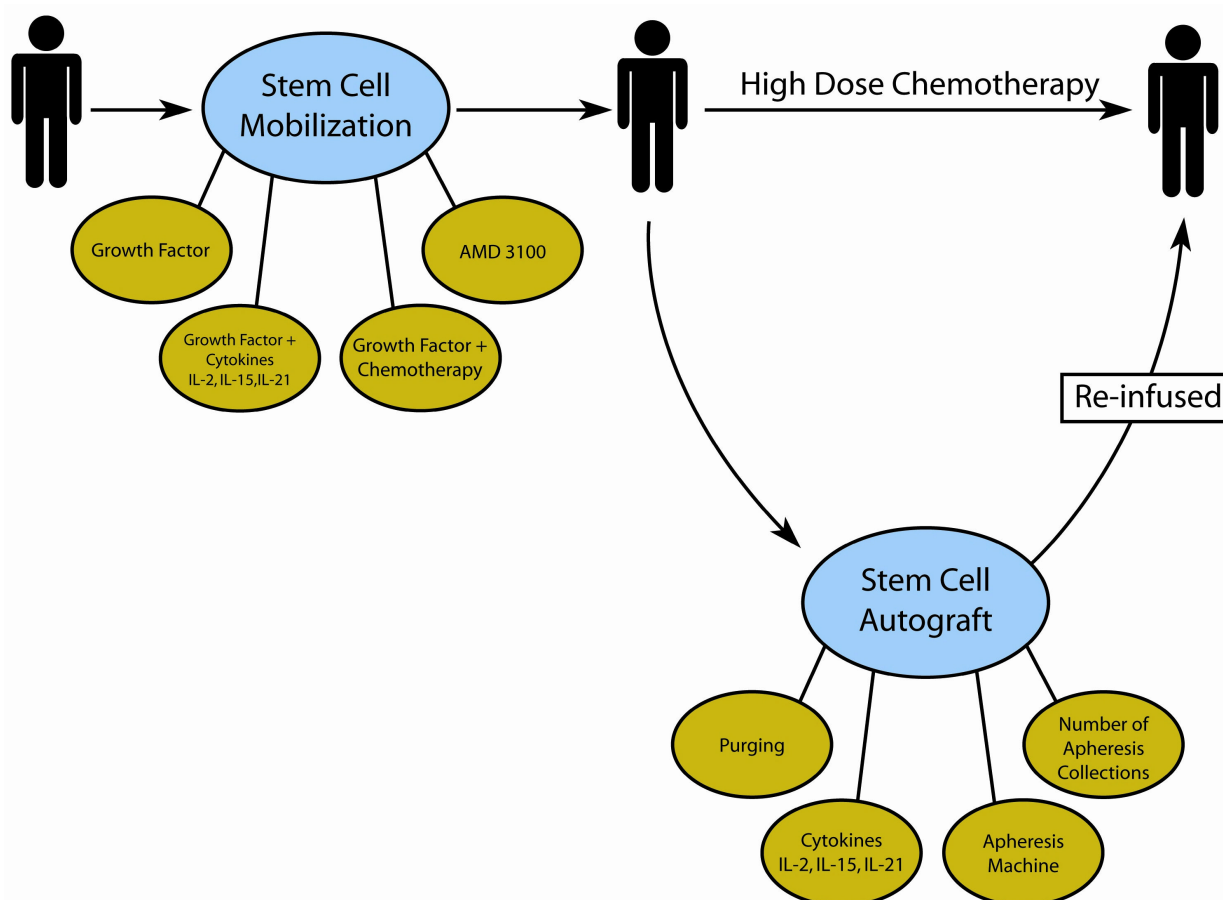 Stem Cell
Mobilization
High Dose Chemotherapy
Growth Factor
AMD 3100
Growth Factor +
Cytokines
IL-2, IL-15,IL-21
Growth Factor +
Chemotherapy
Re-infused
Stem Cell
Autograft
Purging
Number of
Apheresis
Collections
Cytokines
IL-2, IL-15, IL-21
Apheresis
Machine